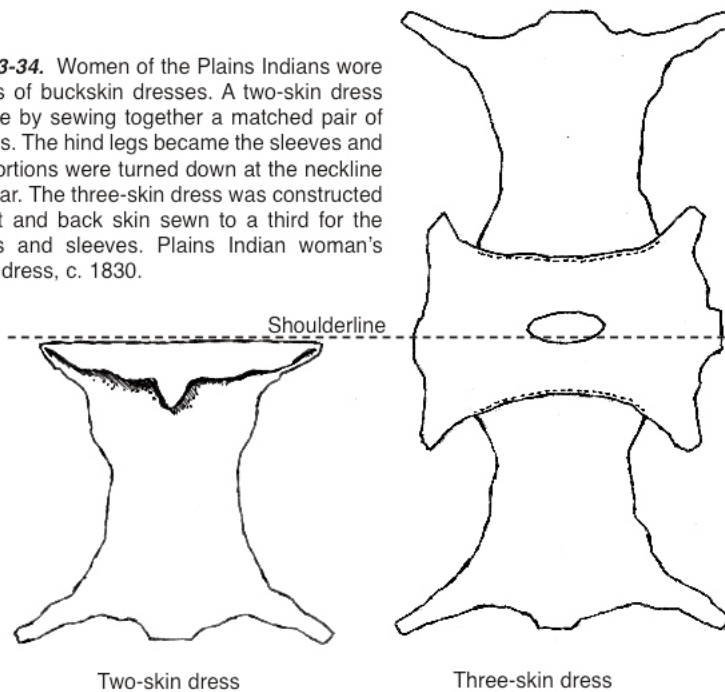 3-34. Women of the Plains Indians wore
s of buckskin dresses. A two-skin dress
e by sewing together a matched pair of
s. The hind legs became the sleeves and
ortions were turned down at the neckline
ar. The three-skin dress was constructed
t and back skin sewn to a third for the
s and sleeves. Plains Indian woman's
dress, c. 1830.
Shoulderline
Two-skin dress
Three-skin dress